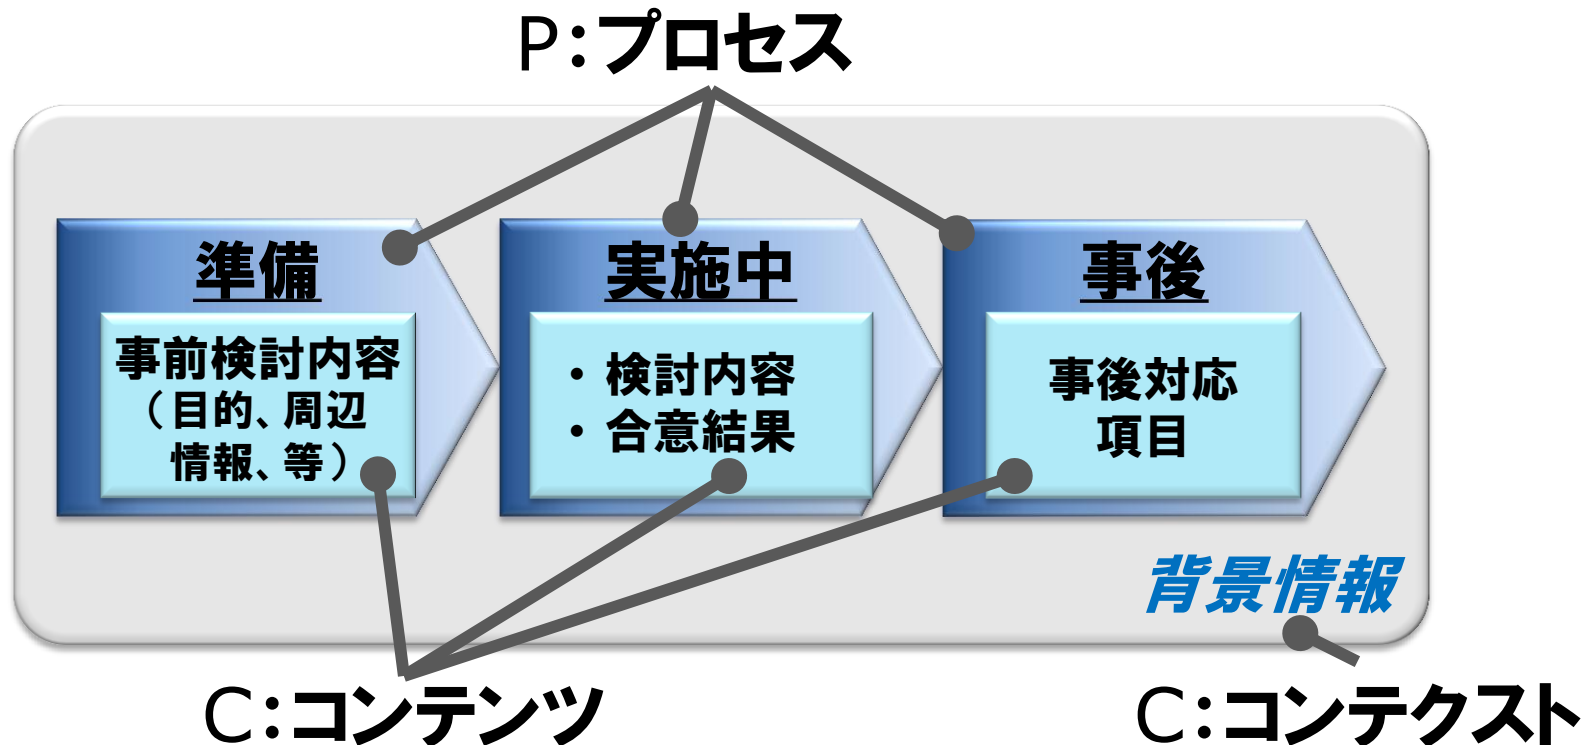 P:プロセス
準備
事前検討内容
（目的、周辺
情報、等）
実施中
・検討内容
・合意結果
事後
事後対応
項目
背景情報
C:コンテンツ
C:コンテクスト